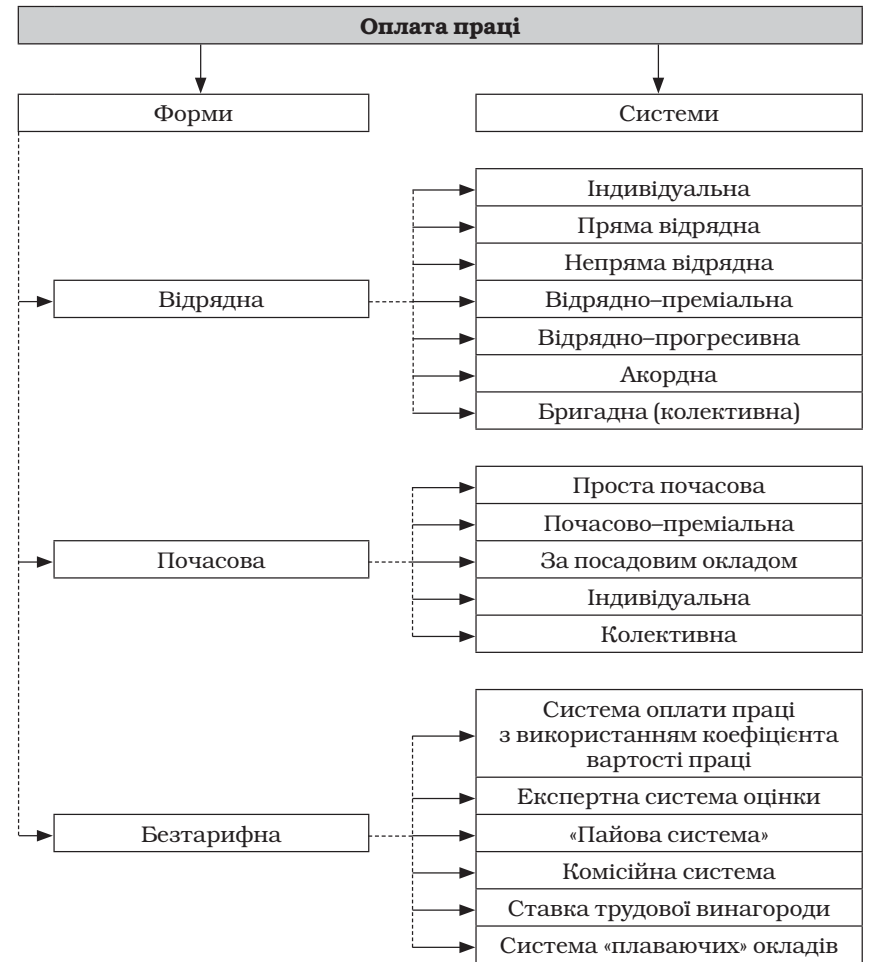 Оплата праці
Форми
Системи
Відрядна
Індивідуальна
Пряма відрядна
Непряма відрядна
Відрядно–преміальна
Відрядно–прогресивна
Акордна
Бригадна (колективна)
Почасова
Проста почасова
Почасово–преміальна
За посадовим окладом
Індивідуальна
Колективна
Безтарифна
Система оплати праці
з використанням коефіцієнта
вартості праці
Експертна система оцінки
«Пайова система»
Комісійна система
Ставка трудової винагороди
Система «плаваючих» окладів